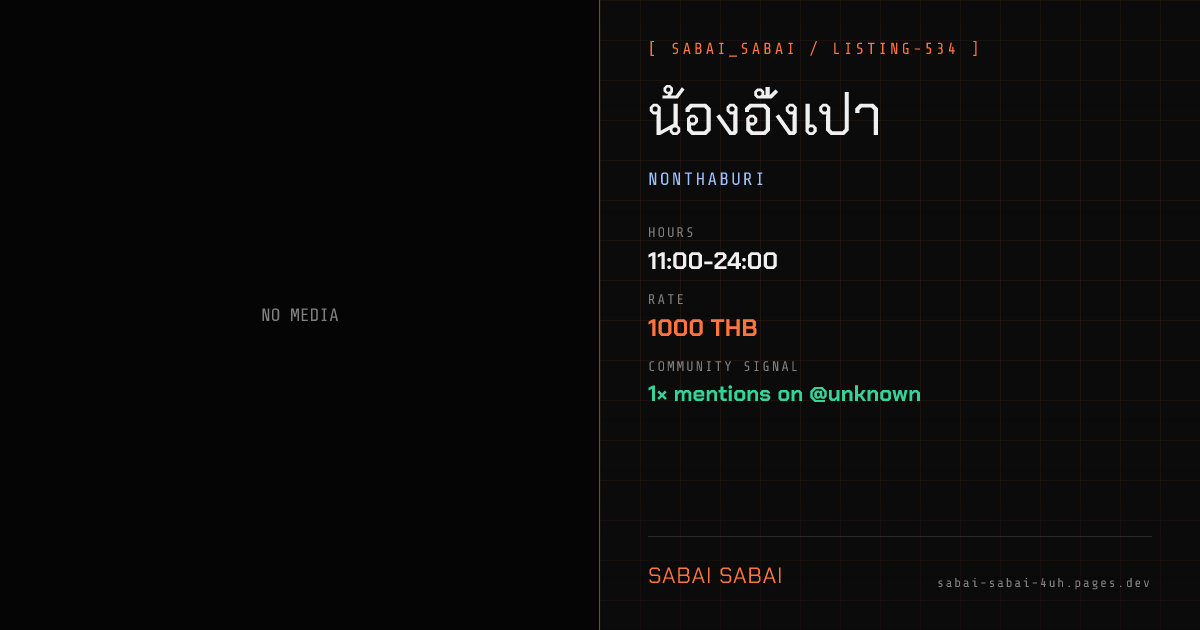 NO MEDIA
[ SABAI_SABAI / LISTING-534 ]
น้องอึ๋งเปา
NONTHABURI
HOURS
11:00-24:00
RATE
1000 THB
COMMUNITY SIGNAL
1× mentions on @unknown
SABAI SABAI
sabai-sabai-4uh.pages.dev